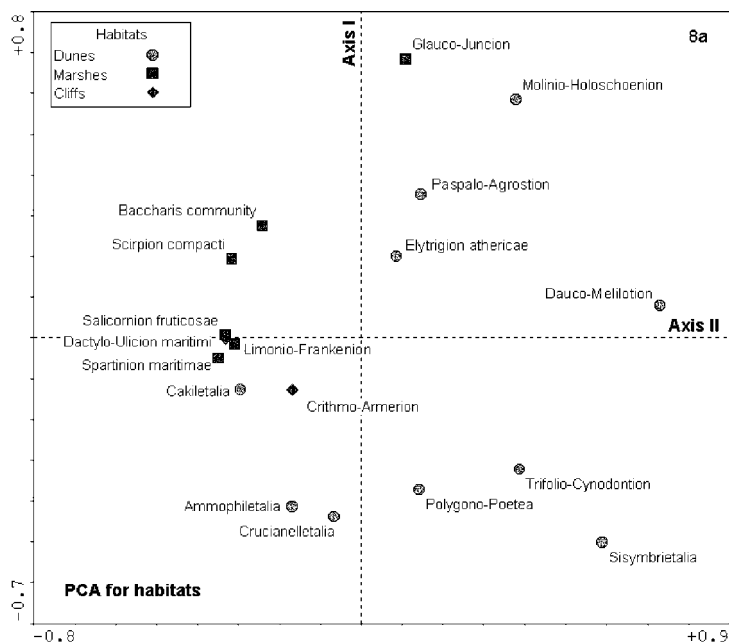 +0.8
Axis I
8a
Habitats
Dunes
Marshes
Cliffs
Glauco-Juncion
Molinio-Holoschoenion
Paspalo-Agrostion
Baccharis community
Scirpion compacti
Elytrigion athericae
Dauco-Melilotion
Salicornion fruticosae
Axis II
Dactylo-Ulicion maritimi
Limonio-Frankenion
Spartinion maritimae
Cakiletalia
Crithmo-Armerion
Trifolio-Cynodontion
Polygono-Poetea
Ammophiletalia
Crucianelletalia
Sisymbrietalia
PCA for habitats
-0.7
-0.8
+0.9